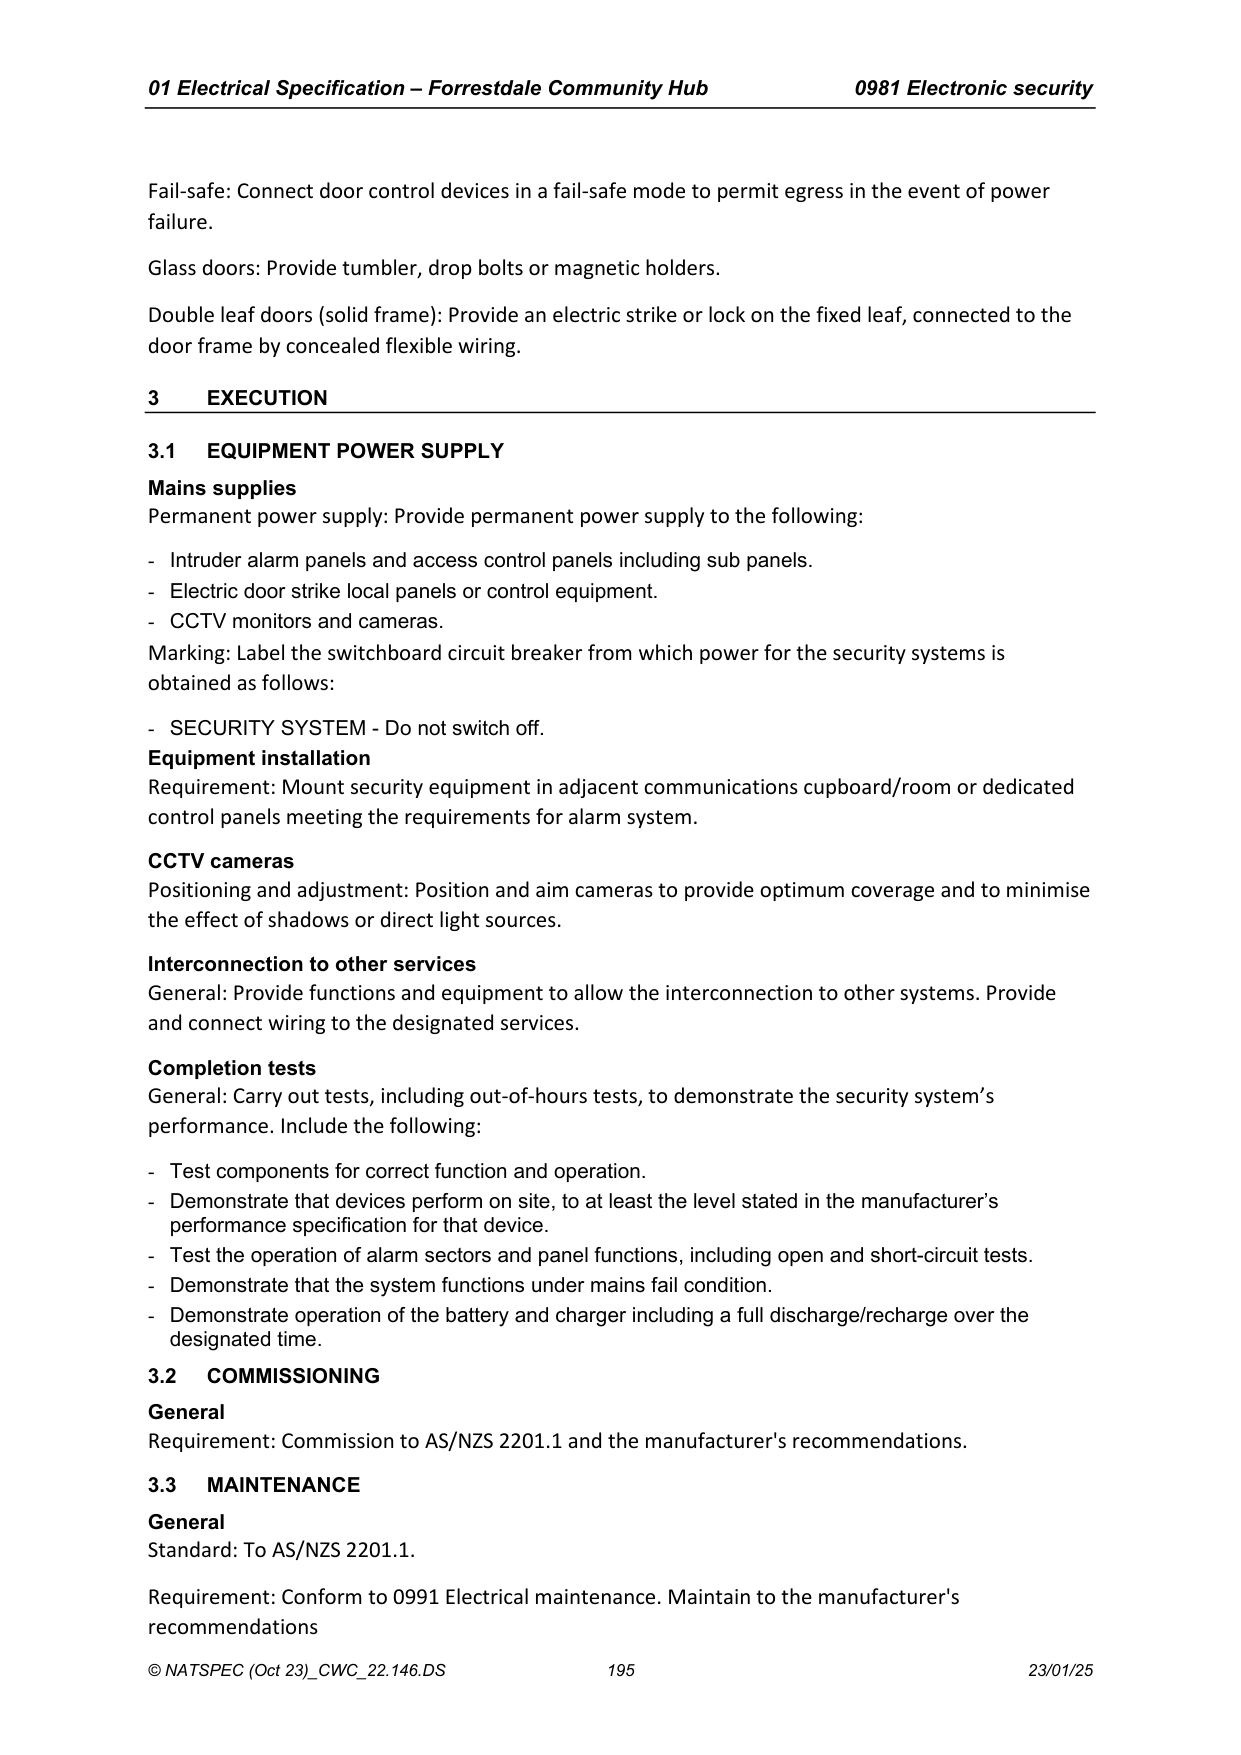 01 Electrical Specification – Forrestdale Community Hub 0981 Electronic security
Fail-safe: Connect door control devices in a fail-safe mode to permit egress in the event of power
failure.
Glass doors: Provide tumbler, drop bolts or magnetic holders.
Double leaf doors (solid frame): Provide an electric strike or lock on the fixed leaf, connected to the
door frame by concealed flexible wiring.
3 EXECUTION
3.1 EQUIPMENT POWER SUPPLY
Mains supplies
Permanent power supply: Provide permanent power supply to the following:
- Intruder alarm panels and access control panels including sub panels.
- Electric door strike local panels or control equipment.
- CCTV monitors and cameras.
Marking: Label the switchboard circuit breaker from which power for the security systems is
obtained as follows:
- SECURITY SYSTEM - Do not switch off.
Equipment installation
Requirement: Mount security equipment in adjacent communications cupboard/room or dedicated
control panels meeting the requirements for alarm system.
CCTV cameras
Positioning and adjustment: Position and aim cameras to provide optimum coverage and to minimise
the effect of shadows or direct light sources.
Interconnection to other services
General: Provide functions and equipment to allow the interconnection to other systems. Provide
and connect wiring to the designated services.
Completion tests
General: Carry out tests, including out-of-hours tests, to demonstrate the security system’s
performance. Include the following:
- Test components for correct function and operation.
- Demonstrate that devices perform on site, to at least the level stated in the manufacturer’s
performance specification for that device.
- Test the operation of alarm sectors and panel functions, including open and short-circuit tests.
- Demonstrate that the system functions under mains fail condition.
- Demonstrate operation of the battery and charger including a full discharge/recharge over the
designated time.
3.2 COMMISSIONING
General
Requirement: Commission to AS/NZS 2201.1 and the manufacturer's recommendations.
3.3 MAINTENANCE
General
Standard: To AS/NZS 2201.1.
Requirement: Conform to 0991 Electrical maintenance. Maintain to the manufacturer's
recommendations
© NATSPEC (Oct 23)_CWC_22.146.DS 195 23/01/25